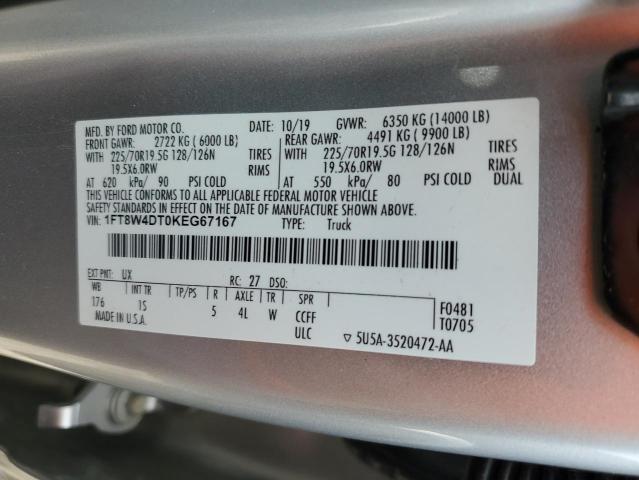 MFD. BY FORD MOTOR CO. DATE: 10/19 GVWR: 6350 KG (14000 LB)
FRONT GAWR: 2722 KG (6000 LB) REAR GAWR: 4491 KG (9900 LB)
WITH 225/70R19.5G 128/126N TIRES WITH 225/70R19.5G 128/126N TIRES
19.5X6.0RW RIMS 19.5X6.0RW RIMS
AT 620 kPa/ 90 PSI COLD AT 550 kPa/ 80 PSI COLD DUAL
THIS VEHICLE CONFORMS TO ALL APPLICABLE FEDERAL MOTOR VEHICLE
SAFETY STANDARDS IN EFFECT ON THE DATE OF MANUFACTURE SHOWN ABOVE.
VIN: 1FT8W4DT0KEG67167 TYPE: Truck
EXT PNT: UX RC: 27 DSO:
WB INT TR TP/PS R AXLE TR SPR F0481
176 IS 5 4L W CCFF T0705
MADE IN U.S.A. ULC ▽ 5U5A-3520472-AA